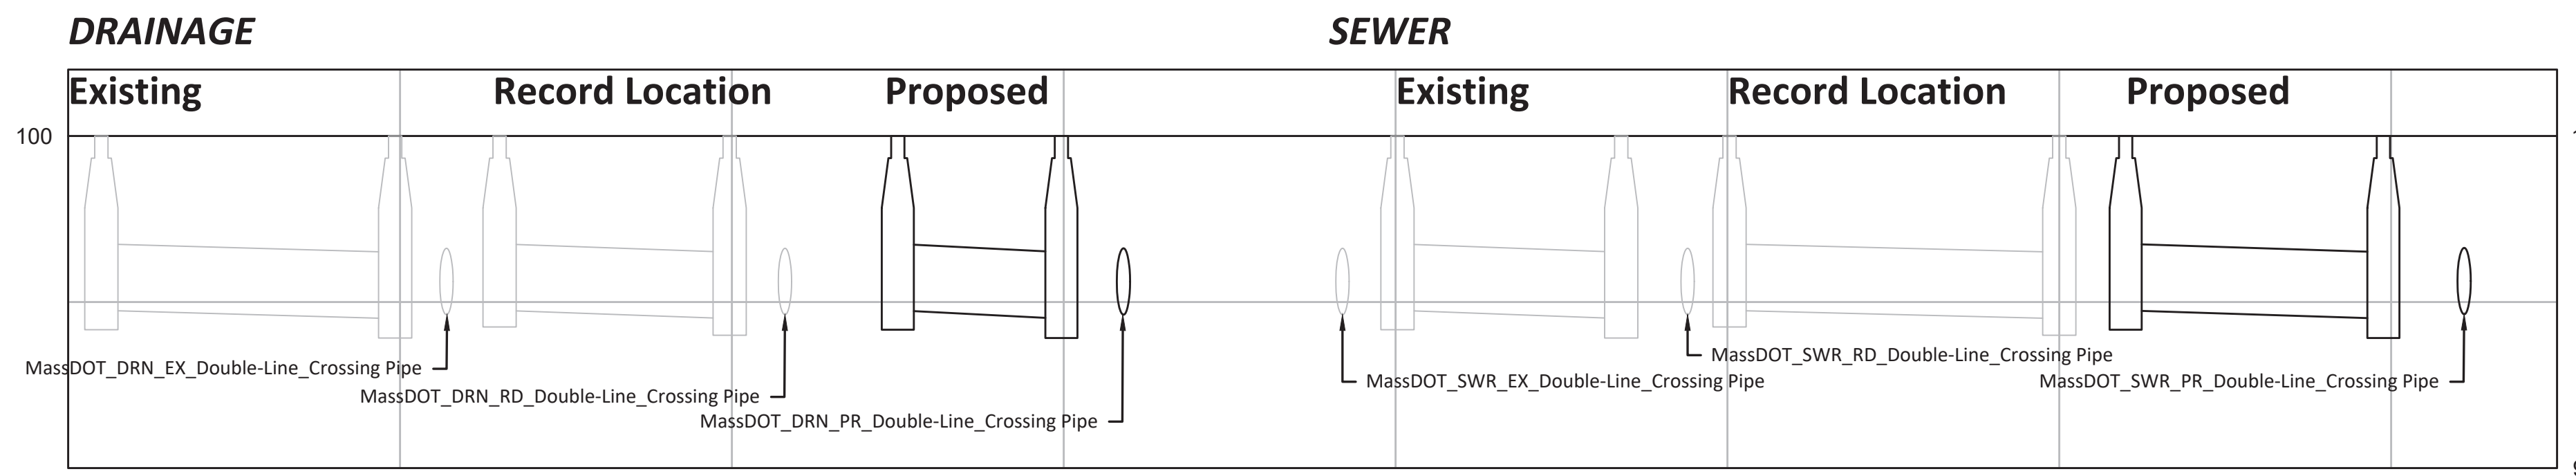 DRAINAGE
SEWER
Existing
Record Location
Proposed
Existing
Record Location
Proposed
100
MassDOT_DRN_EX_Double-Line_Crossing Pipe
MassDOT_DRN_RD_Double-Line_Crossing Pipe
MassDOT_DRN_PR_Double-Line_Crossing Pipe
MassDOT_SWR_RD_Double-Line_Crossing Pipe
MassDOT_SWR_EX_Double-Line_Crossing Pipe
MassDOT_SWR_PR_Double-Line_Crossing Pipe